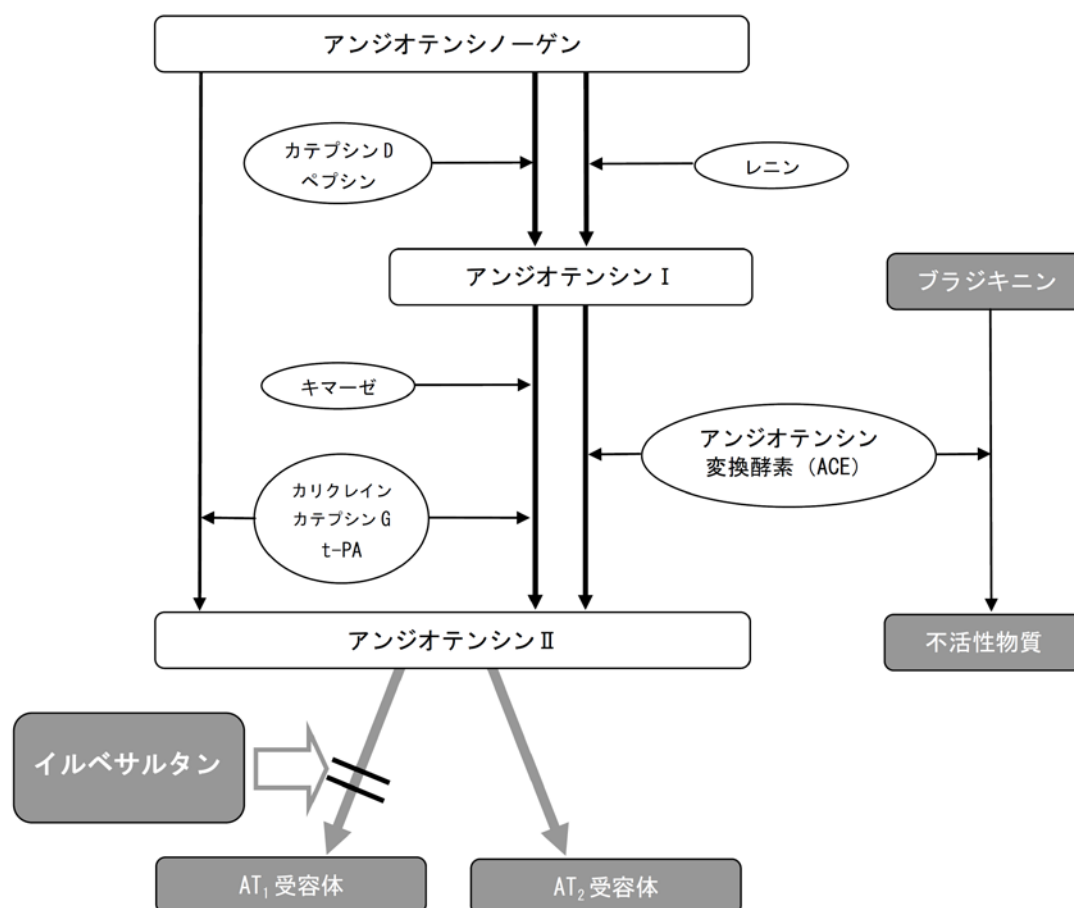 アンジオテンシノーゲン
カテプシンD
ペプシン
レニン
アンジオテンシンⅠ
ブラジキニン
キマーゼ
アンジオテンシン
変換酵素（ACE）
カリクレイン
カテプシンG
t-PA
アンジオテンシンⅡ
不活性物質
イルベサルタン
AT₁受容体
AT₂受容体